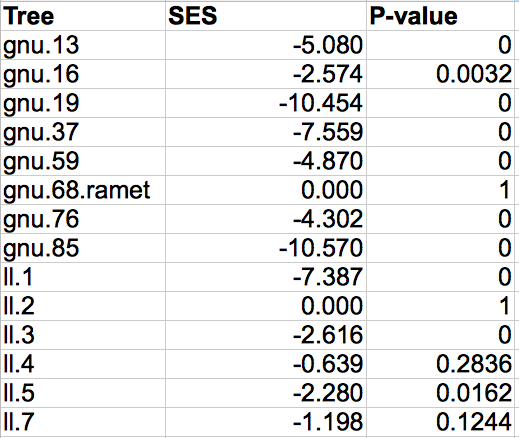 Tree SES P-value
gnu.13 -5.080 0
gnu.16 -2.574 0.0032
gnu.19 -10.454 0
gnu.37 -7.559 0
gnu.59 -4.870 0
gnu.68.ramet 0.000 1
gnu.76 -4.302 0
gnu.85 -10.570 0
ll.1 -7.387 0
ll.2 0.000 1
ll.3 -2.616 0
ll.4 -0.639 0.2836
ll.5 -2.280 0.0162
ll.7 -1.198 0.1244